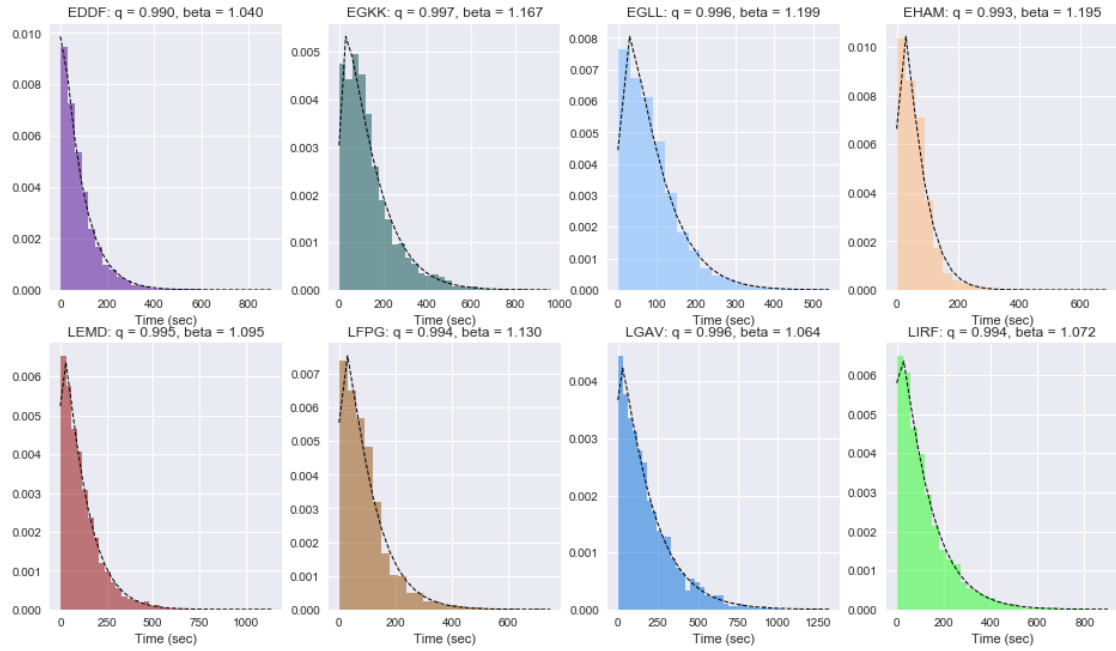 EDDF: q = 0.990, beta = 1.040
0.010
0.008
0.006
0.004
0.002
0.000
0 200 400 600 800
Time (sec)
EGKK: q = 0.997, beta = 1.167
0.005
0.004
0.003
0.002
0.001
0.000
0 200 400 600 800 1000
Time (sec)
EGLL: q = 0.996, beta = 1.199
0.008
0.007
0.006
0.005
0.004
0.003
0.002
0.001
0.000
0 100 200 300 400 500
Time (sec)
EHAM: q = 0.993, beta = 1.195
0.010
0.008
0.006
0.004
0.002
0.000
0 200 400 600
Time (sec)
LEMD: q = 0.995, beta = 1.095
0.006
0.005
0.004
0.003
0.002
0.001
0.000
0 250 500 750 1000
Time (sec)
LFPG: q = 0.994, beta = 1.130
0.007
0.006
0.005
0.004
0.003
0.002
0.001
0.000
0 200 400 600
Time (sec)
LGAV: q = 0.996, beta = 1.064
0.004
0.003
0.002
0.001
0.000
0 250 500 750 1000 1250
Time (sec)
LIRF: q = 0.994, beta = 1.072
0.006
0.005
0.004
0.003
0.002
0.001
0.000
0 200 400 600 800
Time (sec)